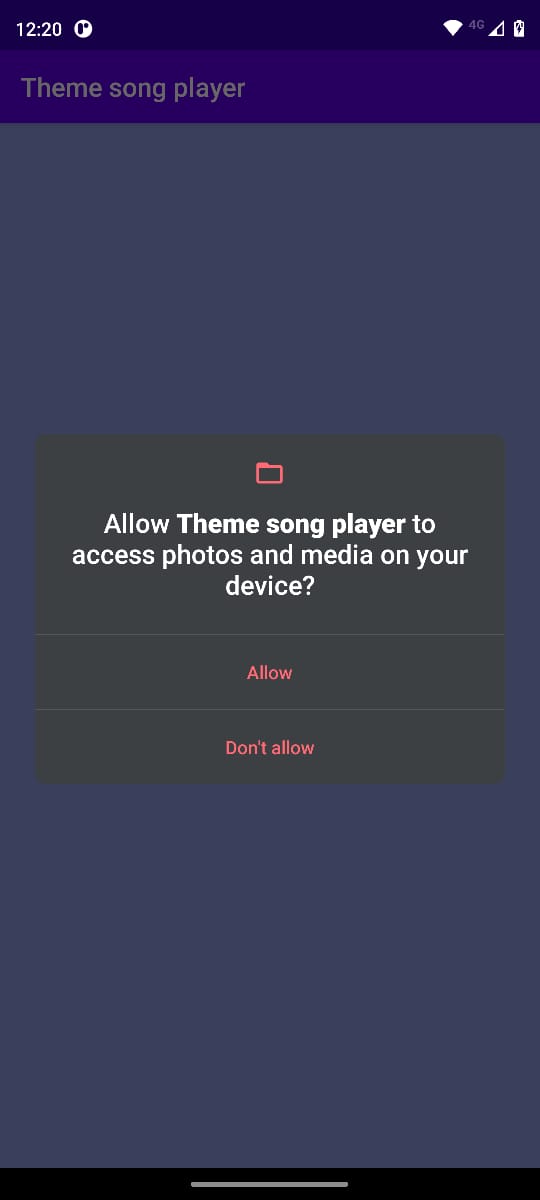 12:20
4G
Theme song player
Allow Theme song player to
access photos and media on your
device?
Allow
Don't allow